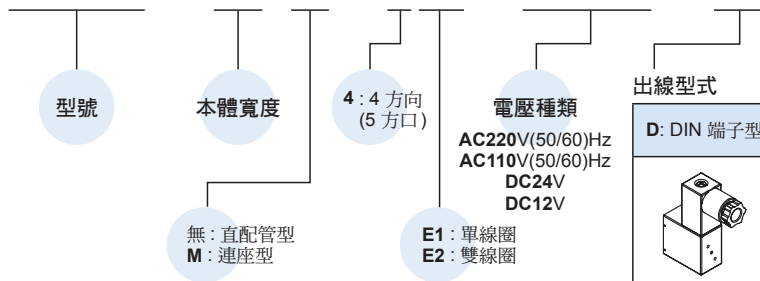 型號
本體寬度
4 : 4 方向
(5 方口)
電壓種類
AC220V(50/60)Hz
AC110V(50/60)Hz
DC24V
DC12V
出線型式
D: DIN 端子型
無 : 直配管型
M : 連座型
E1 : 單線圈
E2 : 雙線圈